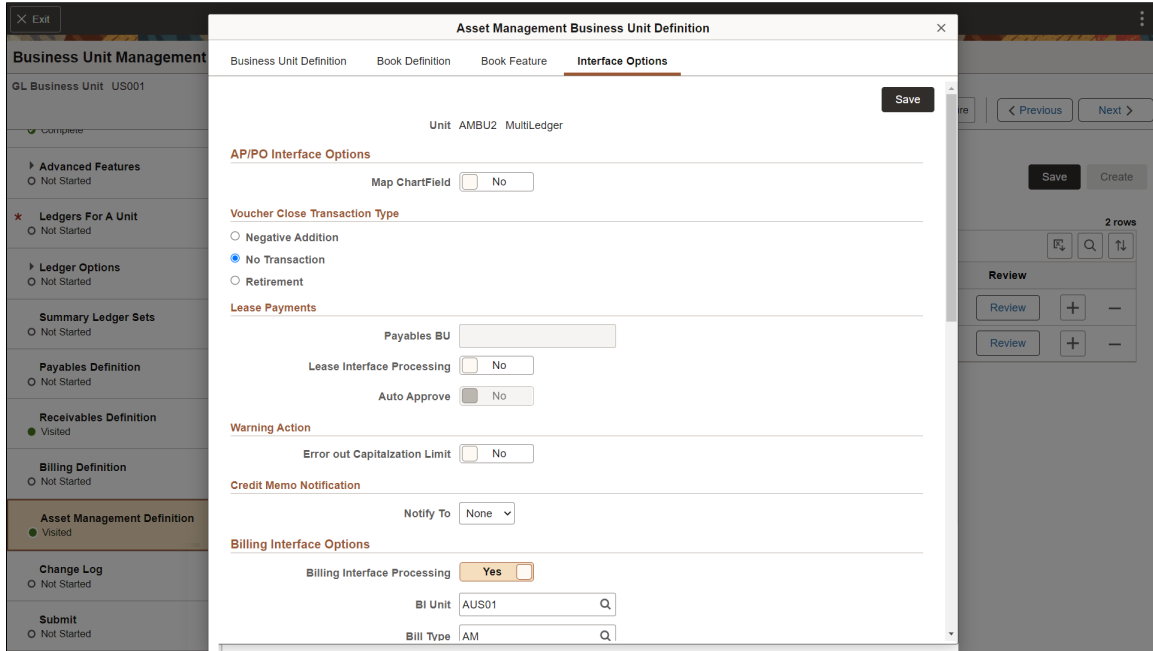 Exit
Asset Management Business Unit Definition
Business Unit Management
GL Business Unit US001
Complete
Advanced Features
Not Started
* Ledgers For A Unit
Not Started
Ledger Options
Not Started
Summary Ledger Sets
Not Started
Payables Definition
Not Started
Receivables Definition
Visited
Billing Definition
Not Started
Asset Management Definition
Visited
Change Log
Not Started
Submit
Not Started
Business Unit Definition Book Definition Book Feature Interface Options
Save
Unit AMBU2 MultiLedger
AP/PO Interface Options
Map ChartField No
Voucher Close Transaction Type
Negative Addition
No Transaction
Retirement
Lease Payments
Payables BU
Lease Interface Processing No
Auto Approve No
Warning Action
Error out Capitalzation Limit No
Credit Memo Notification
Notify To None
Billing Interface Options
Billing Interface Processing Yes
BI Unit AUS01
Bill Type AM
Previous Next
Save Create
2 rows
Review
Review
Review